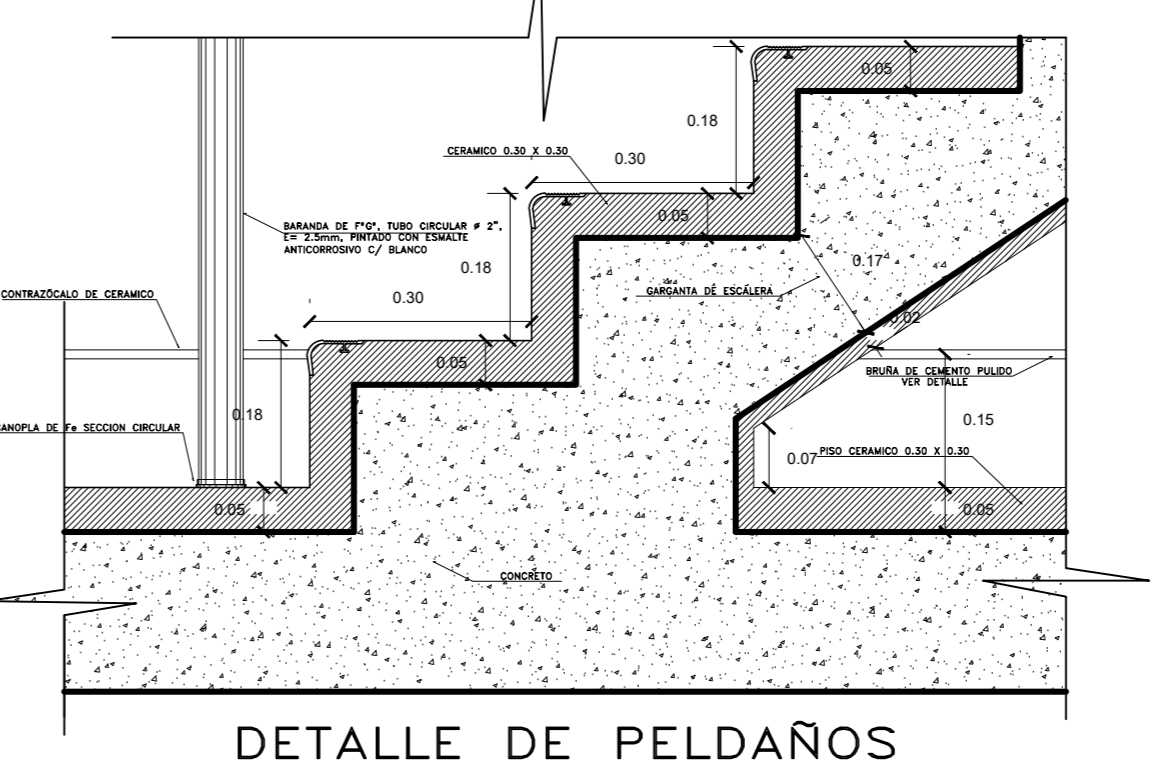 0.05
0.18
CERAMICO 0.30 X 0.30
0.30
0.05
BARANDA DE F°G°, TUBO CIRCULAR ø 2",
E= 2.5mm, PINTADO CON ESMALTE
ANTICORROSIVO C/ BLANCO
0.18
0.17
GARGANTA DE ESCALERA
CONTRAZÓCALO DE CERAMICO
0.30
0.02
0.05
BRUÑA DE CEMENTO PULIDO
VER DETALLE
0.18
0.15
CANOPLA DE Fe SECCION CIRCULAR
0.07
PISO CERAMICO 0.30 X 0.30
0.05
0.05
CONCRETO
DETALLE DE PELDAÑOS